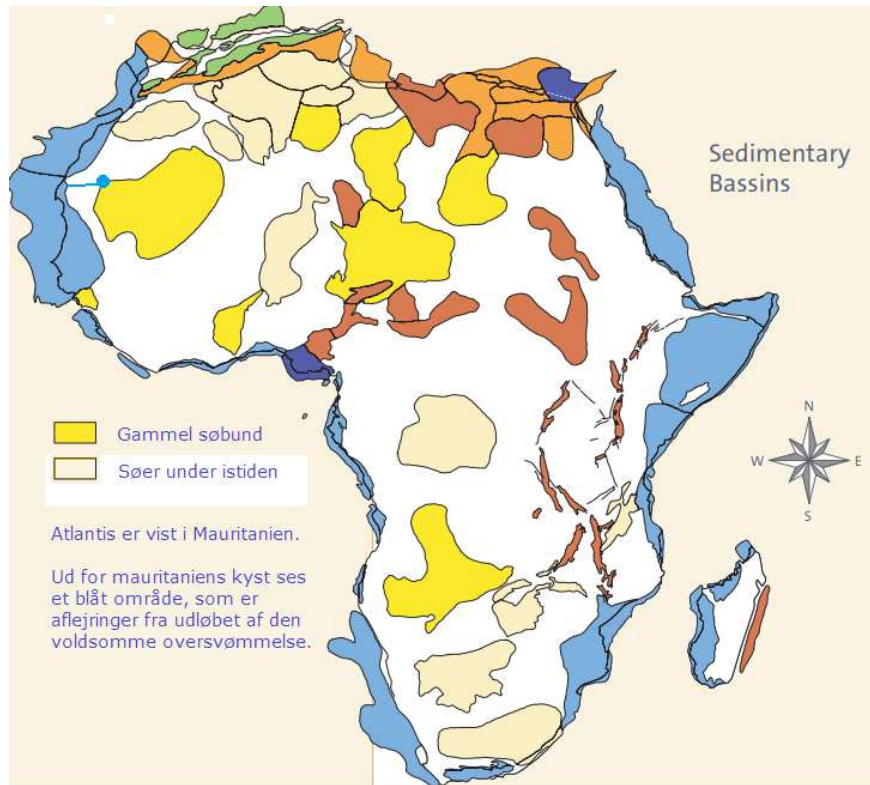 Sedimentary
Bassins
Gammel søbund
Søer under istiden
Atlantis er vist i Mauritanien.
Ud for mauritaniens kyst ses
et blåt område, som er
aflejringer fra udløbet af den
voldsomme oversvømmelse.
N
W
E
S